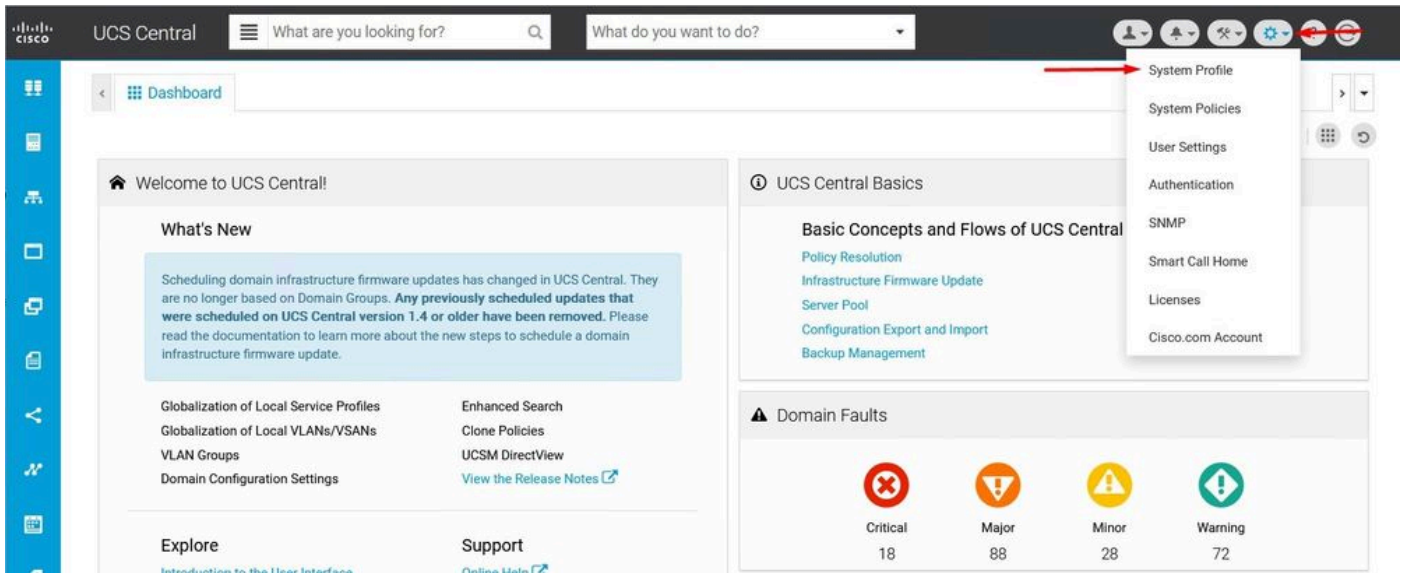 CISCO
UCS Central
What are you looking for?
What do you want to do?
?
Dashboard
System Profile
System Policies
User Settings
Authentication
SNMP
Smart Call Home
Licenses
Cisco.com Account
Welcome to UCS Central!
What's New
Scheduling domain infrastructure firmware updates has changed in UCS Central. They
are no longer based on Domain Groups. Any previously scheduled updates that
were scheduled on UCS Central version 1.4 or older have been removed. Please
read the documentation to learn more about the new steps to schedule a domain
infrastructure firmware update.
Globalization of Local Service Profiles
Globalization of Local VLANs/VSANs
VLAN Groups
Domain Configuration Settings
Enhanced Search
Clone Policies
UCSM DirectView
View the Release Notes
Explore
Introduction to the User Interface
Support
Online Help
UCS Central Basics
Basic Concepts and Flows of UCS Central
Policy Resolution
Infrastructure Firmware Update
Server Pool
Configuration Export and Import
Backup Management
Domain Faults
Critical
18
Major
88
Minor
28
Warning
72